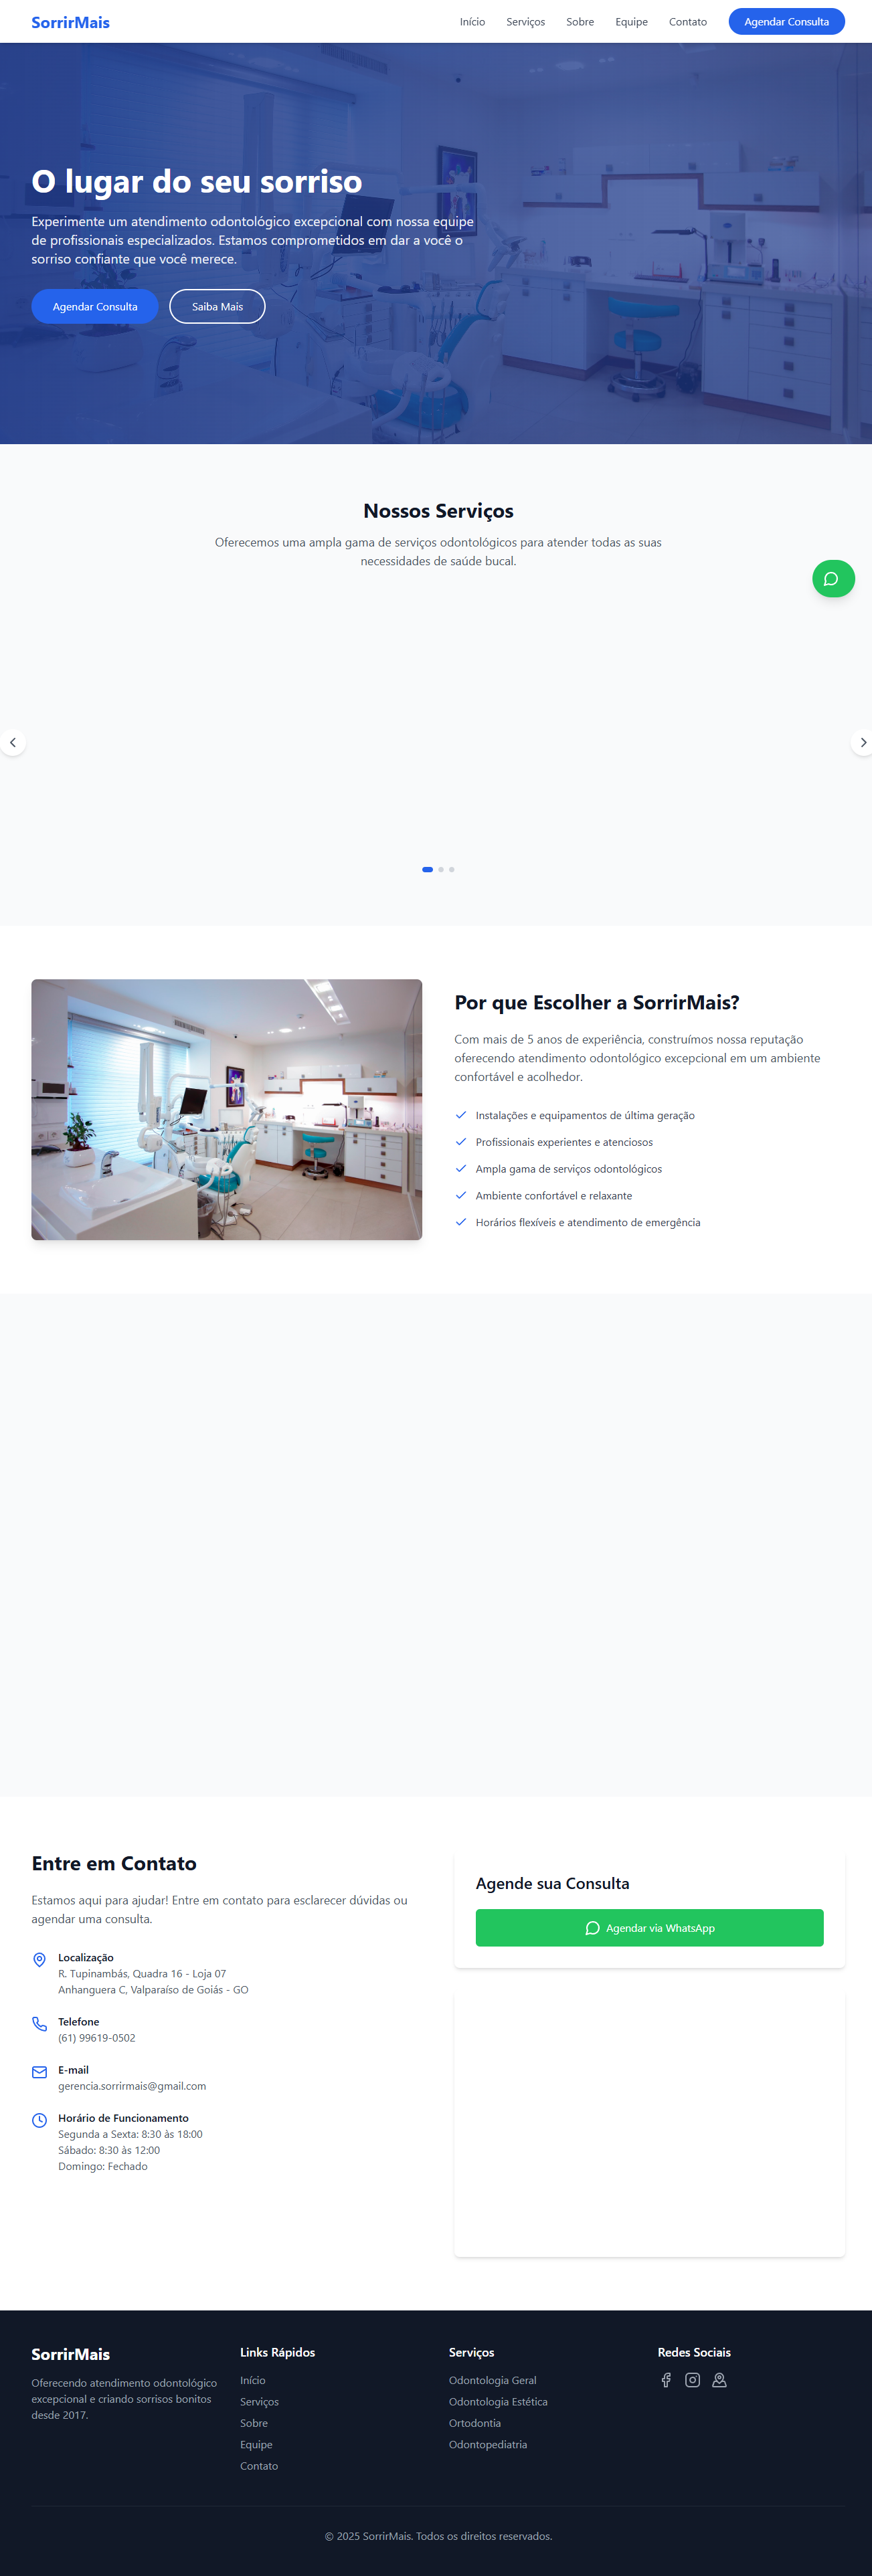 SorrirMais
Início
Serviços
Sobre
Equipe
Contato
Agendar Consulta
O lugar do seu sorriso
Experimente um atendimento odontológico excepcional com nossa equipe
de profissionais especializados. Estamos comprometidos em dar a você o
sorriso confiante que você merece.
Agendar Consulta
Saiba Mais
Nossos Serviços
Oferecemos uma ampla gama de serviços odontológicos para atender todas as suas
necessidades de saúde bucal.
Por que Escolher a SorrirMais?
Com mais de 5 anos de experiência, construímos nossa reputação
oferecendo atendimento odontológico excepcional em um ambiente
confortável e acolhedor.
Instalações e equipamentos de última geração
Profissionais experientes e atenciosos
Ampla gama de serviços odontológicos
Ambiente confortável e relaxante
Horários flexíveis e atendimento de emergência
Entre em Contato
Estamos aqui para ajudar! Entre em contato para esclarecer dúvidas ou
agendar uma consulta.
Localização
R. Tupinambás, Quadra 16 - Loja 07
Anhanguera C, Valparaíso de Goiás - GO
Telefone
(61) 99619-0502
E-mail
gerencia.sorrirmais@gmail.com
Horário de Funcionamento
Segunda a Sexta: 8:30 às 18:00
Sábado: 8:30 às 12:00
Domingo: Fechado
Agende sua Consulta
Agendar via WhatsApp
SorrirMais
Oferecendo atendimento odontológico
excepcional e criando sorrisos bonitos
desde 2017.
Links Rápidos
Início
Serviços
Sobre
Equipe
Contato
Serviços
Odontologia Geral
Odontologia Estética
Ortodontia
Odontopediatria
Redes Sociais
© 2025 SorrirMais. Todos os direitos reservados.